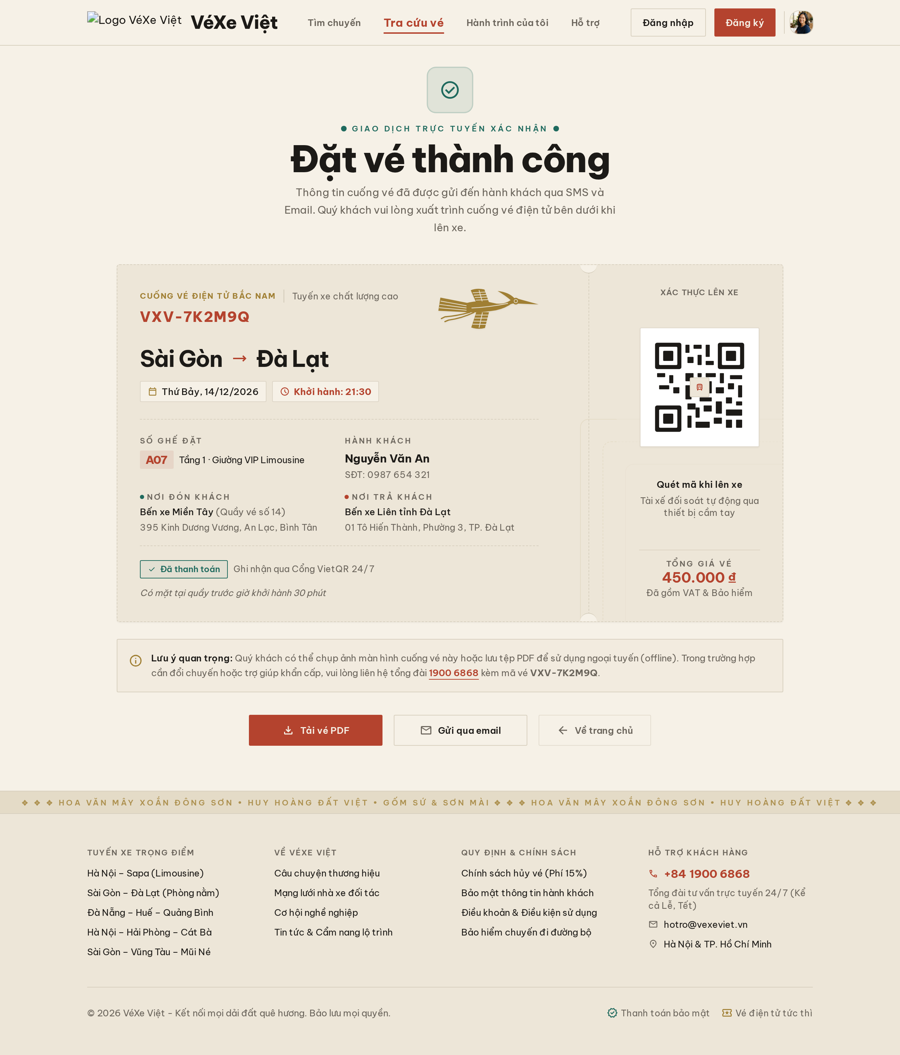 Logo VéXe Việt
VéXe Việt
Tìm chuyến
Tra cứu vé
Hành trình của tôi
Hỗ trợ
Đăng nhập
Đăng ký
GIAO DỊCH TRỰC TUYẾN XÁC NHẬN
Đặt vé thành công
Thông tin cuống vé đã được gửi đến hành khách qua SMS và
Email. Quý khách vui lòng xuất trình cuống vé điện tử bên dưới khi
lên xe.
CUỐNG VÉ ĐIỆN TỬ BẮC NAM
Tuyến xe chất lượng cao
VXV-7K2M9Q
Sài Gòn → Đà Lạt
Thứ Bảy, 14/12/2026
Khởi hành: 21:30
SỐ GHẾ ĐẶT
A07 Tầng 1 · Giường VIP Limousine
HÀNH KHÁCH
Nguyễn Văn An
SĐT: 0987 654 321
NƠI ĐÓN KHÁCH
Bến xe Miền Tây (Quầy vé số 14)
395 Kinh Dương Vương, An Lạc, Bình Tân
NƠI TRẢ KHÁCH
Bến xe Liên tỉnh Đà Lạt
01 Tô Hiến Thành, Phường 3, TP. Đà Lạt
Đã thanh toán
Ghi nhận qua Cổng VietQR 24/7
Có mặt tại quầy trước giờ khởi hành 30 phút
XÁC THỰC LÊN XE
Quét mã khi lên xe
Tài xế đối soát tự động qua
thiết bị cầm tay
TỔNG GIÁ VÉ
450.000 ₫
Đã gồm VAT & Bảo hiểm
Lưu ý quan trọng: Quý khách có thể chụp ảnh màn hình cuống vé này hoặc lưu tệp PDF để sử dụng ngoại tuyến (offline). Trong trường hợp
cần đổi chuyến hoặc trợ giúp khẩn cấp, vui lòng liên hệ tổng đài 1900 6868 kèm mã vé VXV-7K2M9Q.
Tải vé PDF
Gửi qua email
Về trang chủ
❖ ❖ ❖ HOA VĂN MÂY XOẮN ĐÔNG SƠN • HUY HOÀNG ĐẤT VIỆT • GỐM SỨ & SƠN MÀI ❖ ❖ ❖ HOA VĂN MÂY XOẮN ĐÔNG SƠN • HUY HOÀNG ĐẤT VIỆT ❖ ❖ ❖
TUYẾN XE TRỌNG ĐIỂM
Hà Nội – Sapa (Limousine)
Sài Gòn – Đà Lạt (Phòng nằm)
Đà Nẵng – Huế – Quảng Bình
Hà Nội – Hải Phòng – Cát Bà
Sài Gòn – Vũng Tàu – Mũi Né
VỀ VÉXE VIỆT
Câu chuyện thương hiệu
Mạng lưới nhà xe đối tác
Cơ hội nghề nghiệp
Tin tức & Cẩm nang lộ trình
QUY ĐỊNH & CHÍNH SÁCH
Chính sách hủy vé (Phí 15%)
Bảo mật thông tin hành khách
Điều khoản & Điều kiện sử dụng
Bảo hiểm chuyến đi đường bộ
HỖ TRỢ KHÁCH HÀNG
+84 1900 6868
Tổng đài tư vấn trực tuyến 24/7 (Kể
cả Lễ, Tết)
hotro@vexeviet.vn
Hà Nội & TP. Hồ Chí Minh
© 2026 VéXe Việt - Kết nối mọi dải đất quê hương. Bảo lưu mọi quyền.
Thanh toán bảo mật
Vé điện tử tức thì